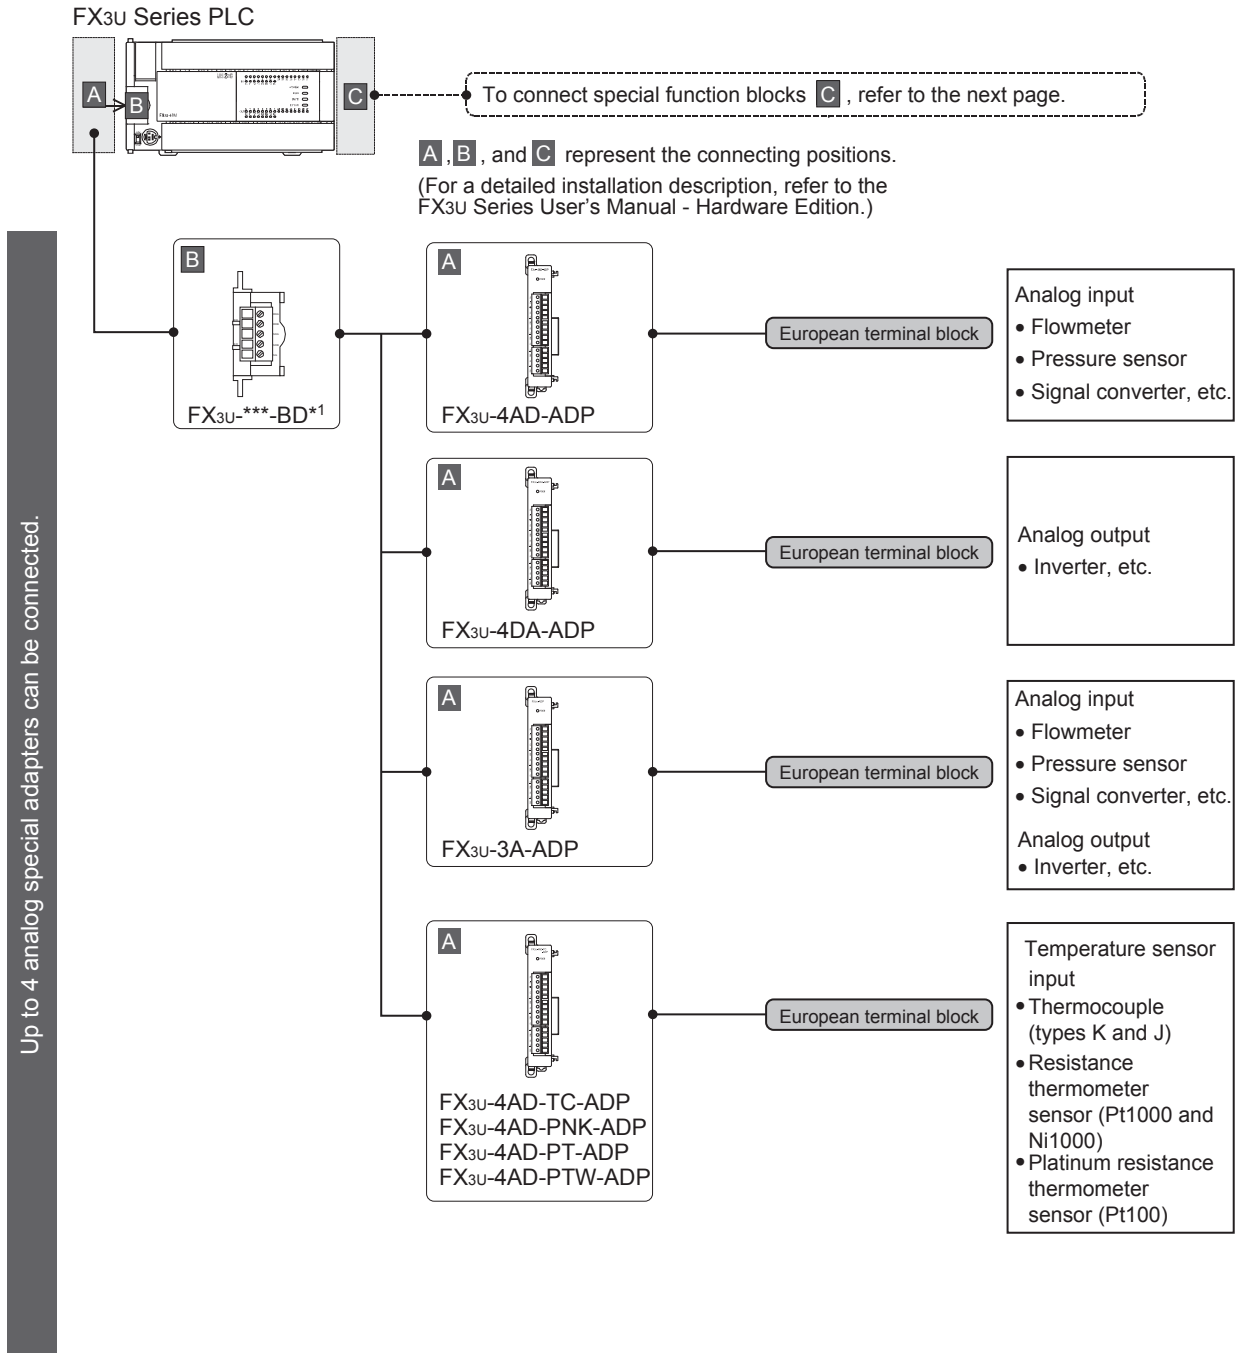 FX3U Series PLC
A
B
C
To connect special function blocks C , refer to the next page.
A , B , and C represent the connecting positions.
(For a detailed installation description, refer to the
FX3U Series User's Manual - Hardware Edition.)
Up to 4 analog special adapters can be connected.
B
FX3U-***-BD*1
A
FX3U-4AD-ADP
European terminal block
Analog input
• Flowmeter
• Pressure sensor
• Signal converter, etc.
A
FX3U-4DA-ADP
European terminal block
Analog output
• Inverter, etc.
A
FX3U-3A-ADP
European terminal block
Analog input
• Flowmeter
• Pressure sensor
• Signal converter, etc.
Analog output
• Inverter, etc.
A
FX3U-4AD-TC-ADP
FX3U-4AD-PNK-ADP
FX3U-4AD-PT-ADP
FX3U-4AD-PTW-ADP
European terminal block
Temperature sensor
input
• Thermocouple
(types K and J)
• Resistance
thermometer
sensor (Pt1000 and
Ni1000)
• Platinum resistance
thermometer
sensor (Pt100)